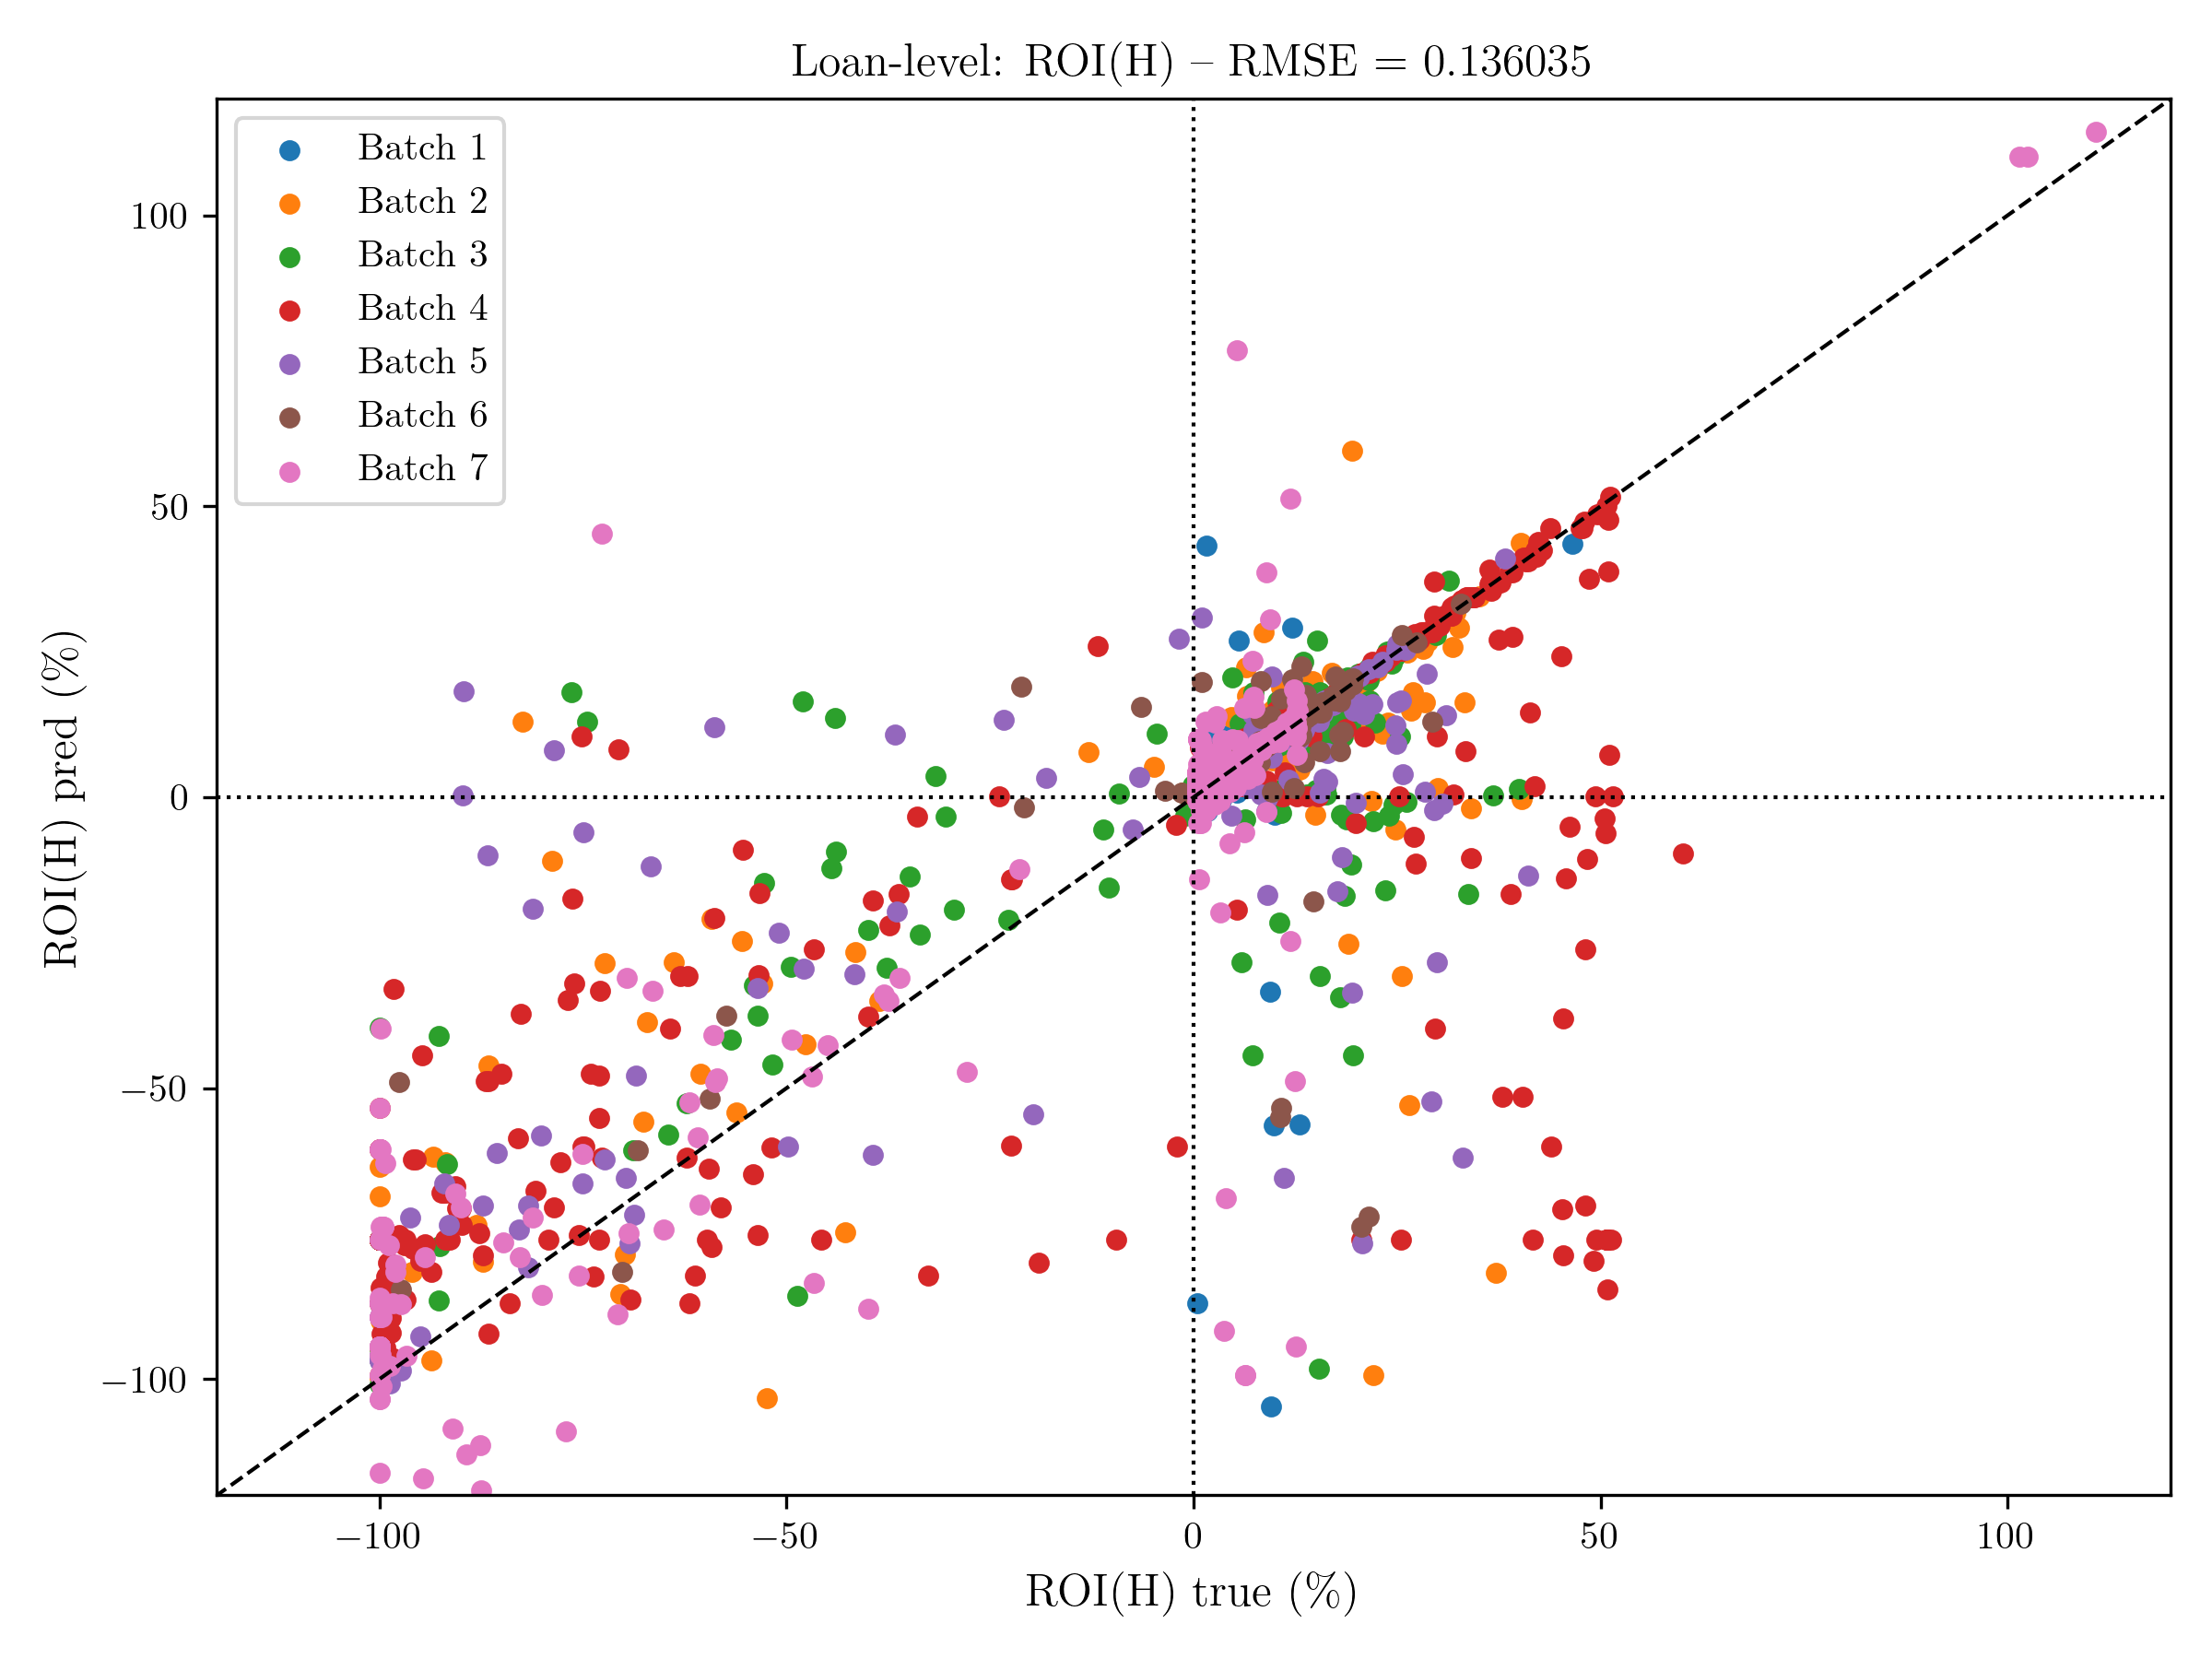 Loan-level: ROI(H) – RMSE = 0.136035
Batch 1
Batch 2
Batch 3
Batch 4
Batch 5
Batch 6
Batch 7
ROI(H) pred (%)
100
50
0
−50
−100
−100
−50
0
50
100
ROI(H) true (%)